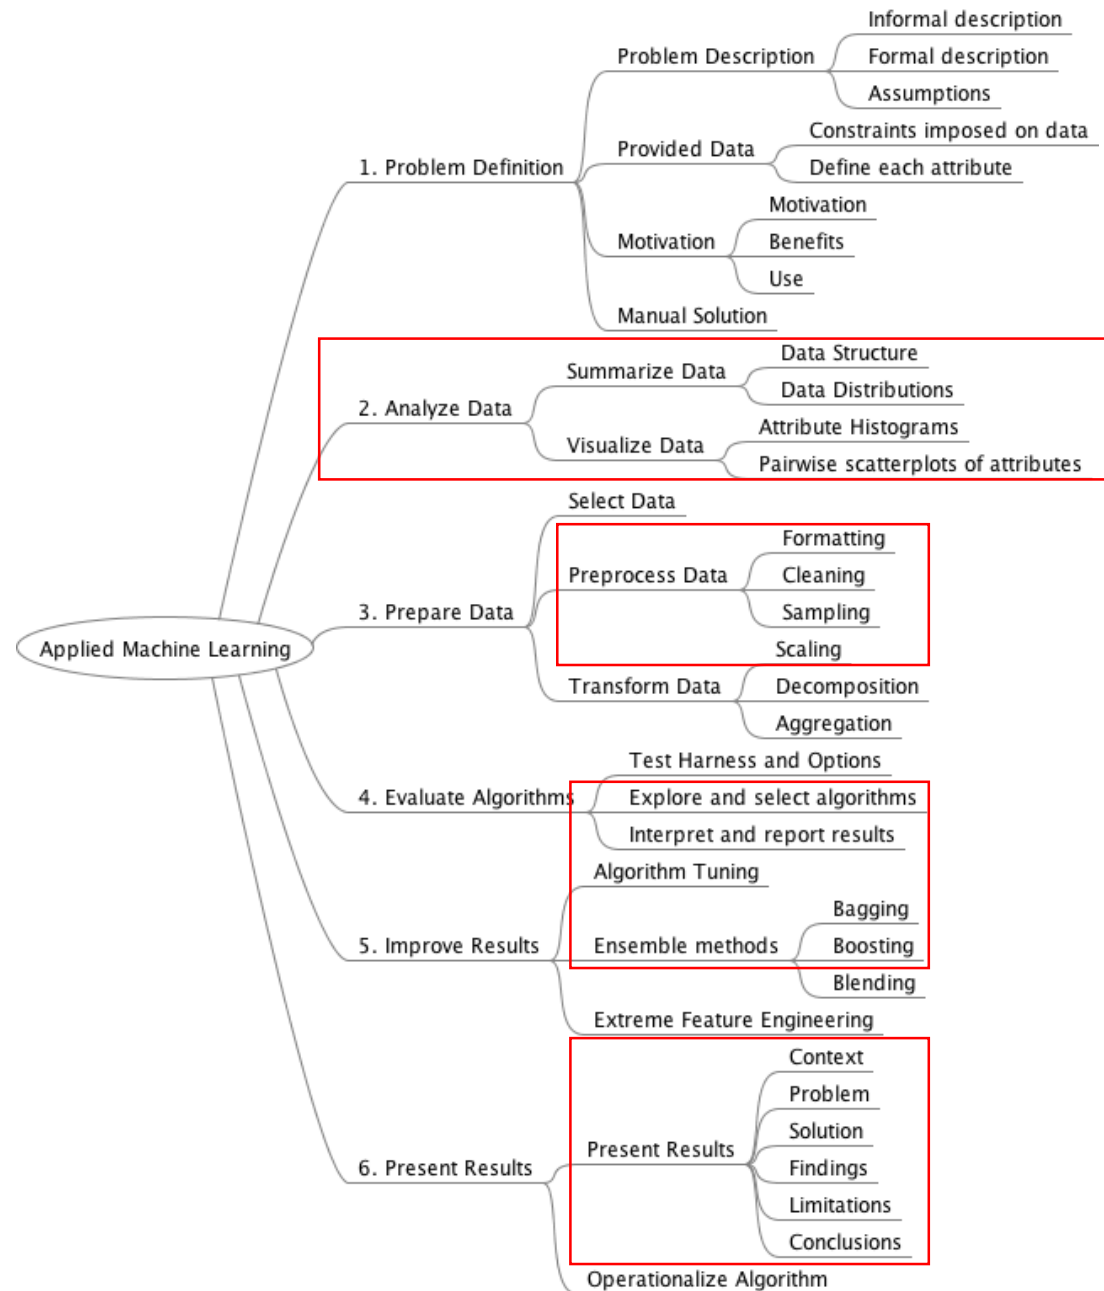 Applied Machine Learning
1. Problem Definition
Problem Description
Informal description
Formal description
Assumptions
Provided Data
Constraints imposed on data
Define each attribute
Motivation
Motivation
Benefits
Use
Manual Solution
2. Analyze Data
Summarize Data
Data Structure
Data Distributions
Visualize Data
Attribute Histograms
Pairwise scatterplots of attributes
3. Prepare Data
Select Data
Preprocess Data
Formatting
Cleaning
Sampling
Transform Data
Scaling
Decomposition
Aggregation
4. Evaluate Algorithms
Test Harness and Options
Explore and select algorithms
Interpret and report results
5. Improve Results
Algorithm Tuning
Ensemble methods
Bagging
Boosting
Blending
Extreme Feature Engineering
6. Present Results
Present Results
Context
Problem
Solution
Findings
Limitations
Conclusions
Operationalize Algorithm